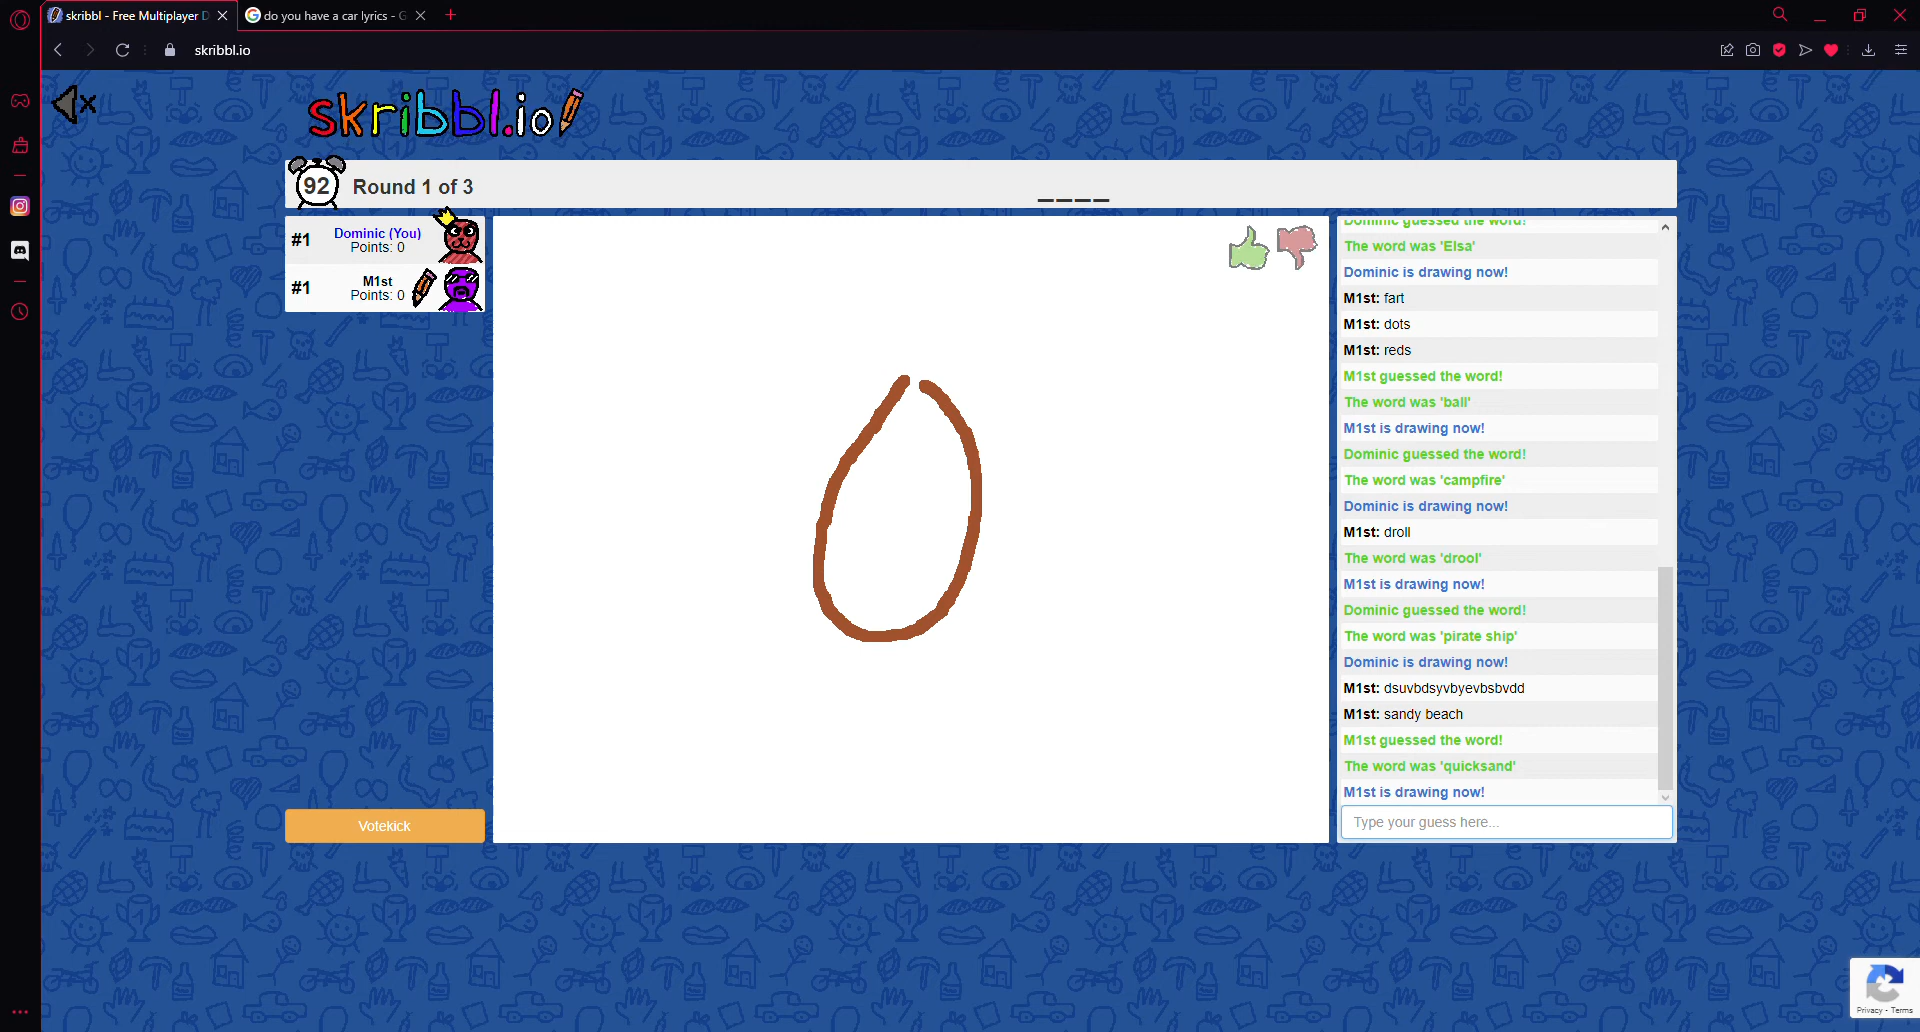 skribbl - Free Multiplayer D
do you have a car lyrics - G
skribbl.io
skribbl.io
92
Round 1 of 3
____
#1
Dominic (You)
Points: 0
#1
M1st
Points: 0
Votekick
Dominic guessed the word!
The word was 'Elsa'
Dominic is drawing now!
M1st: fart
M1st: dots
M1st: reds
M1st guessed the word!
The word was 'ball'
M1st is drawing now!
Dominic guessed the word!
The word was 'campfire'
Dominic is drawing now!
M1st: droll
The word was 'drool'
M1st is drawing now!
Dominic guessed the word!
The word was 'pirate ship'
Dominic is drawing now!
M1st: dsuvbdsyvbyevbsbvdd
M1st: sandy beach
M1st guessed the word!
The word was 'quicksand'
M1st is drawing now!
Type your guess here...
Privacy - Terms